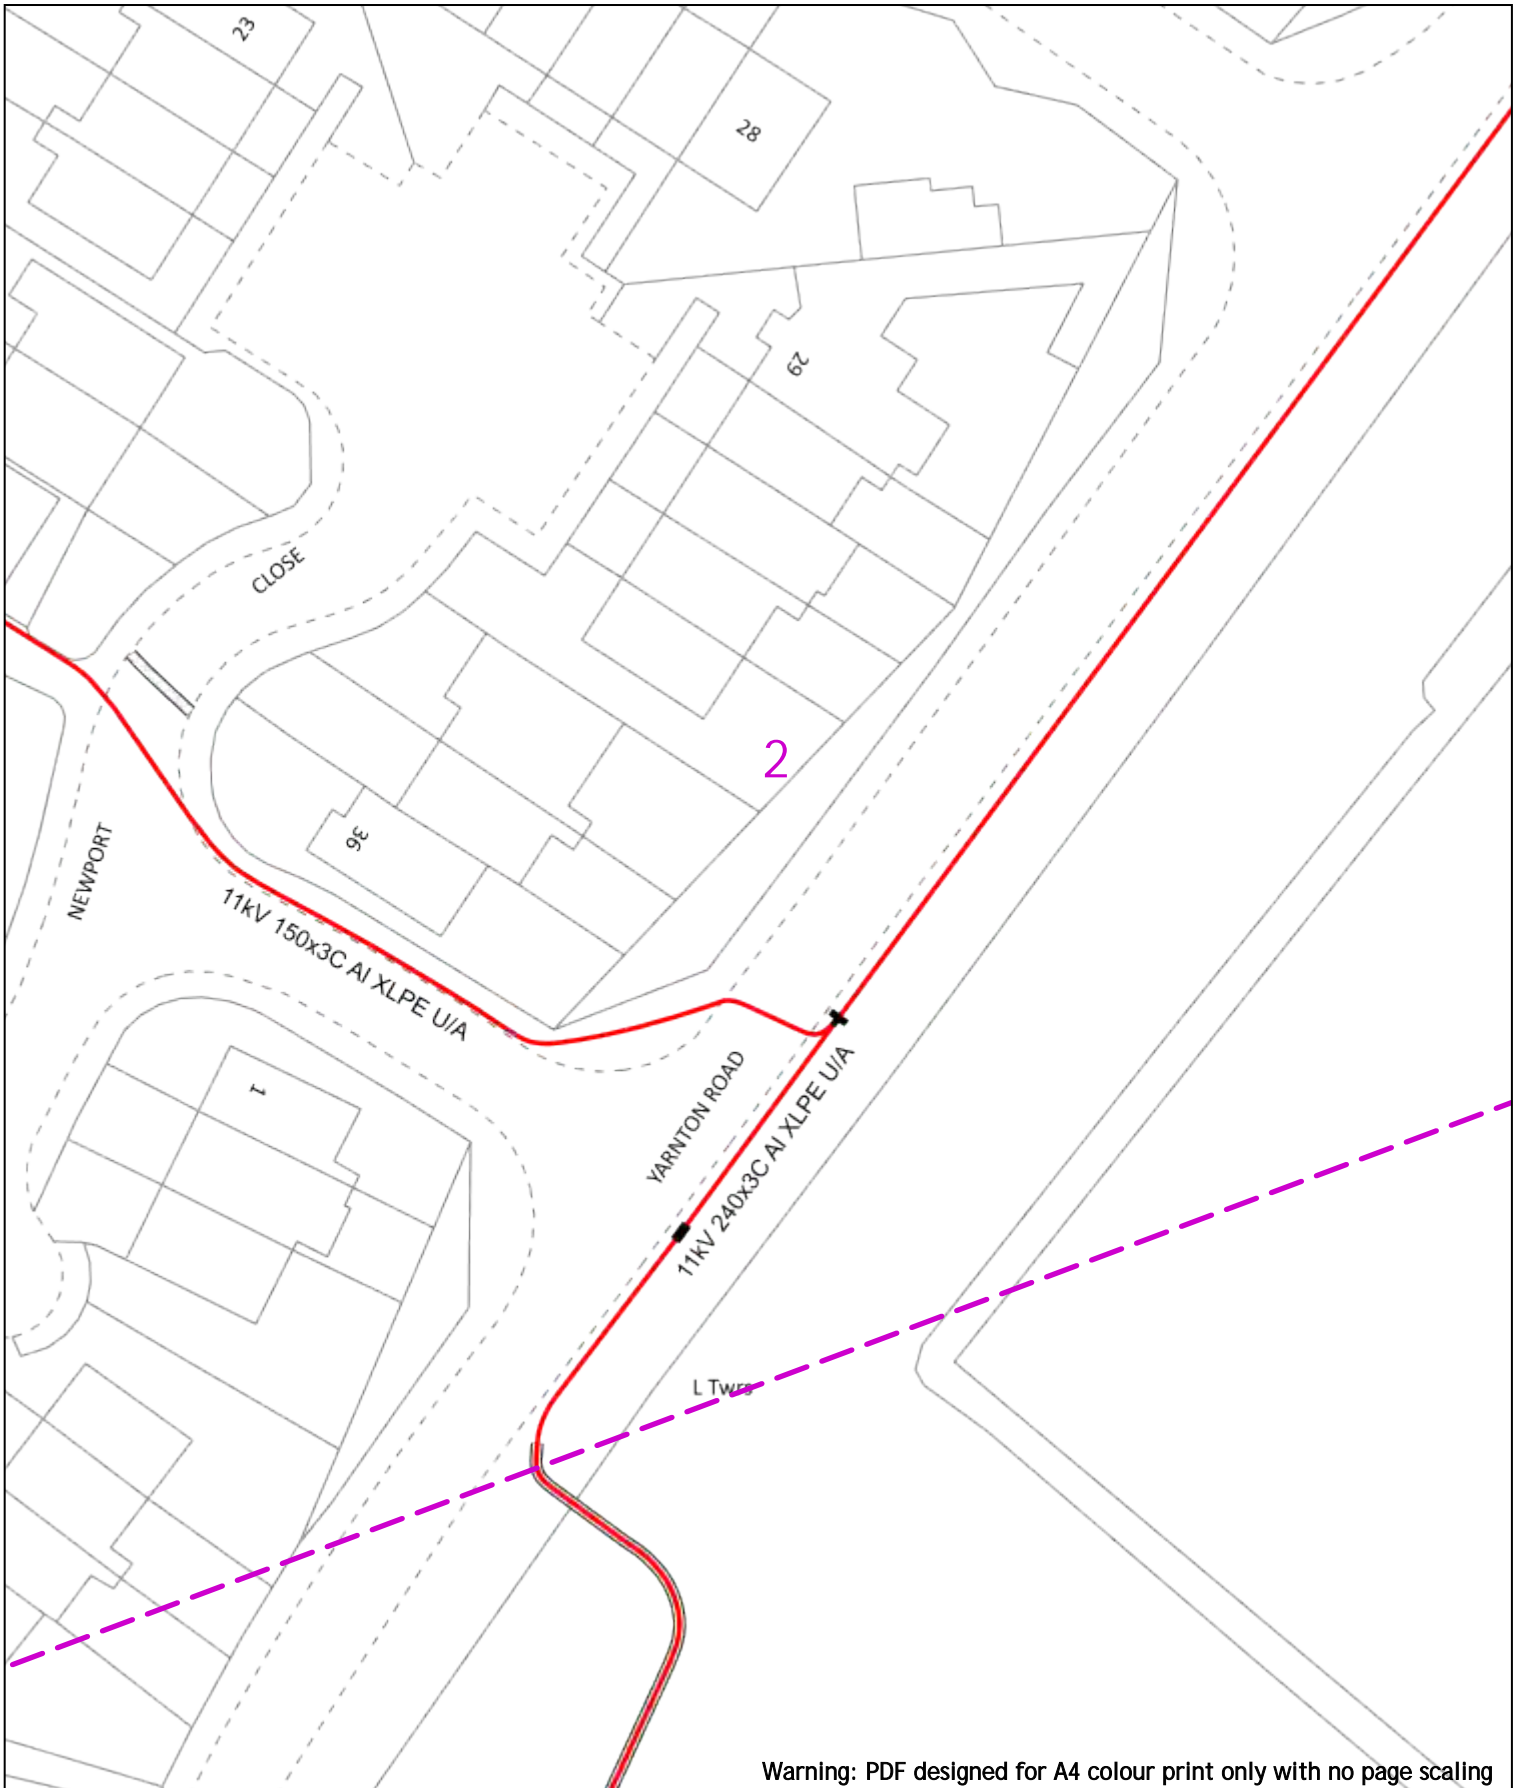 23
28
29
CLOSE
2
36
NEWPORT
11kV 150x3C Al XLPE U/A
1
YARNTON ROAD
11kV 240x3C Al XLPE U/A
L Twrs
Warning: PDF designed for A4 colour print only with no page scaling